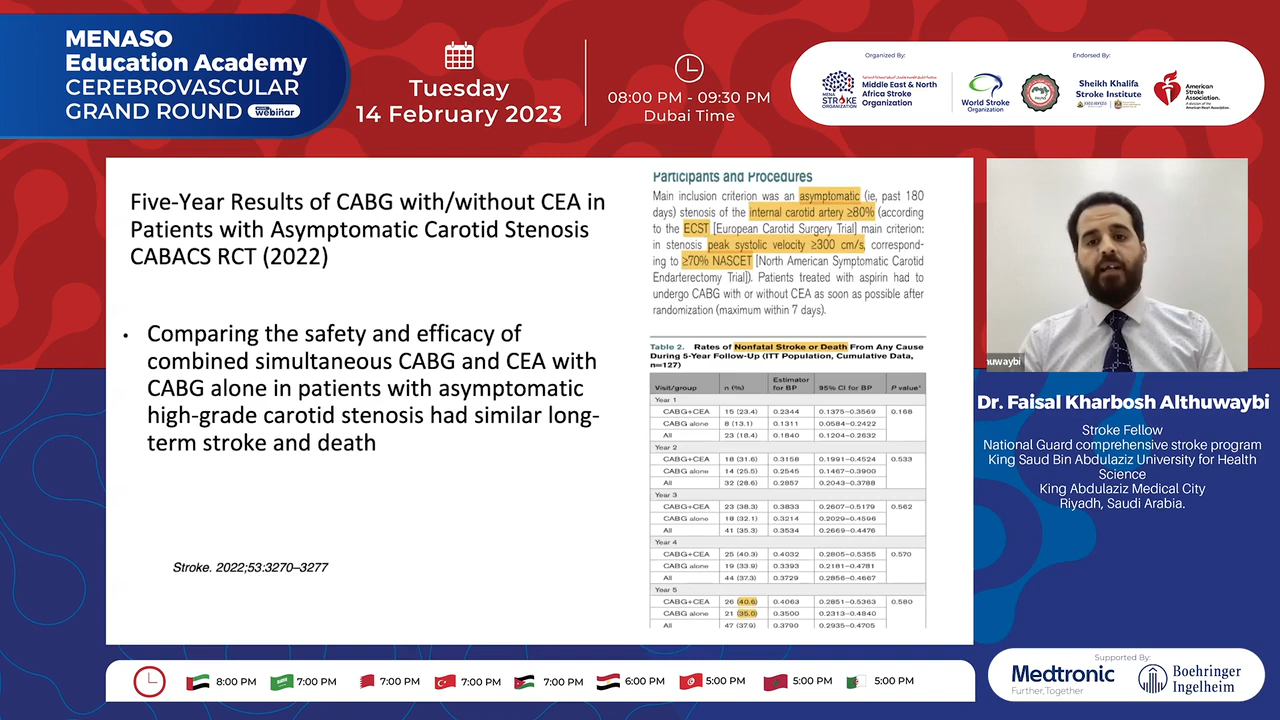 MENASO
Education Academy
CEREBROVASCULAR
GRAND ROUND
webinar
Tuesday
14 February 2023
08:00 PM - 09:30 PM
Dubai Time
Organized By:
MENA
STROKE
ORGANIZATION
Middle East & North
Africa Stroke
Organization
Endorsed By:
World Stroke
Organization
Sheikh Khalifa
Stroke Institute
American
Stroke
Association.
A division of the
American Heart Association.
Five-Year Results of CABG with/without CEA in
Patients with Asymptomatic Carotid Stenosis
CABACS RCT (2022)
• Comparing the safety and efficacy of
combined simultaneous CABG and CEA with
CABG alone in patients with asymptomatic
high-grade carotid stenosis had similar long-
term stroke and death
Stroke. 2022;53:3270–3277
Participants and Procedures
Main inclusion criterion was an asymptomatic (ie, past 180
days) stenosis of the internal carotid artery ≥80% (according
to the ECST [European Carotid Surgery Trial] main criterion:
in stenosis peak systolic velocity ≥300 cm/s, correspond-
ing to ≥70% NASCET [North American Symptomatic Carotid
Endarterectomy Trial]). Patients treated with aspirin had to
undergo CABG with or without CEA as soon as possible after
randomization (maximum within 7 days).
Table 2. Rates of Nonfatal Stroke or Death From Any Cause
During 5-Year Follow-Up (ITT Population, Cumulative Data,
n=127)
Visit/group n (%) Estimator for BP 95% CI for BP P value*
Year 1
CABG+CEA 15 (23.4) 0.2344 0.1375–0.3569 0.168
CABG alone 8 (13.1) 0.1311 0.0584–0.2422
All 23 (18.4) 0.1840 0.1204–0.2632
Year 2
CABG+CEA 18 (31.6) 0.3158 0.1991–0.4524 0.533
CABG alone 14 (25.5) 0.2545 0.1467–0.3900
All 32 (28.6) 0.2857 0.2043–0.3788
Year 3
CABG+CEA 23 (38.3) 0.3833 0.2607–0.5179 0.562
CABG alone 18 (32.1) 0.3214 0.2029–0.4596
All 41 (35.3) 0.3534 0.2669–0.4476
Year 4
CABG+CEA 25 (40.3) 0.4032 0.2805–0.5355 0.570
CABG alone 19 (33.9) 0.3393 0.2181–0.4781
All 44 (37.3) 0.3729 0.2856–0.4667
Year 5
CABG+CEA 26 (40.6) 0.4063 0.2851–0.5363 0.580
CABG alone 21 (35.0) 0.3500 0.2313–0.4840
All 47 (37.9) 0.3790 0.2935–0.4705
huwaybi
Dr. Faisal Kharbosh Althuwaybi
Stroke Fellow
National Guard comprehensive stroke program
King Saud Bin Abdulaziz University for Health
Science
King Abdulaziz Medical City
Riyadh, Saudi Arabia.
8:00 PM 7:00 PM 7:00 PM 7:00 PM 7:00 PM 6:00 PM 5:00 PM 5:00 PM 5:00 PM
Supported By:
Medtronic
Further, Together
Boehringer
Ingelheim